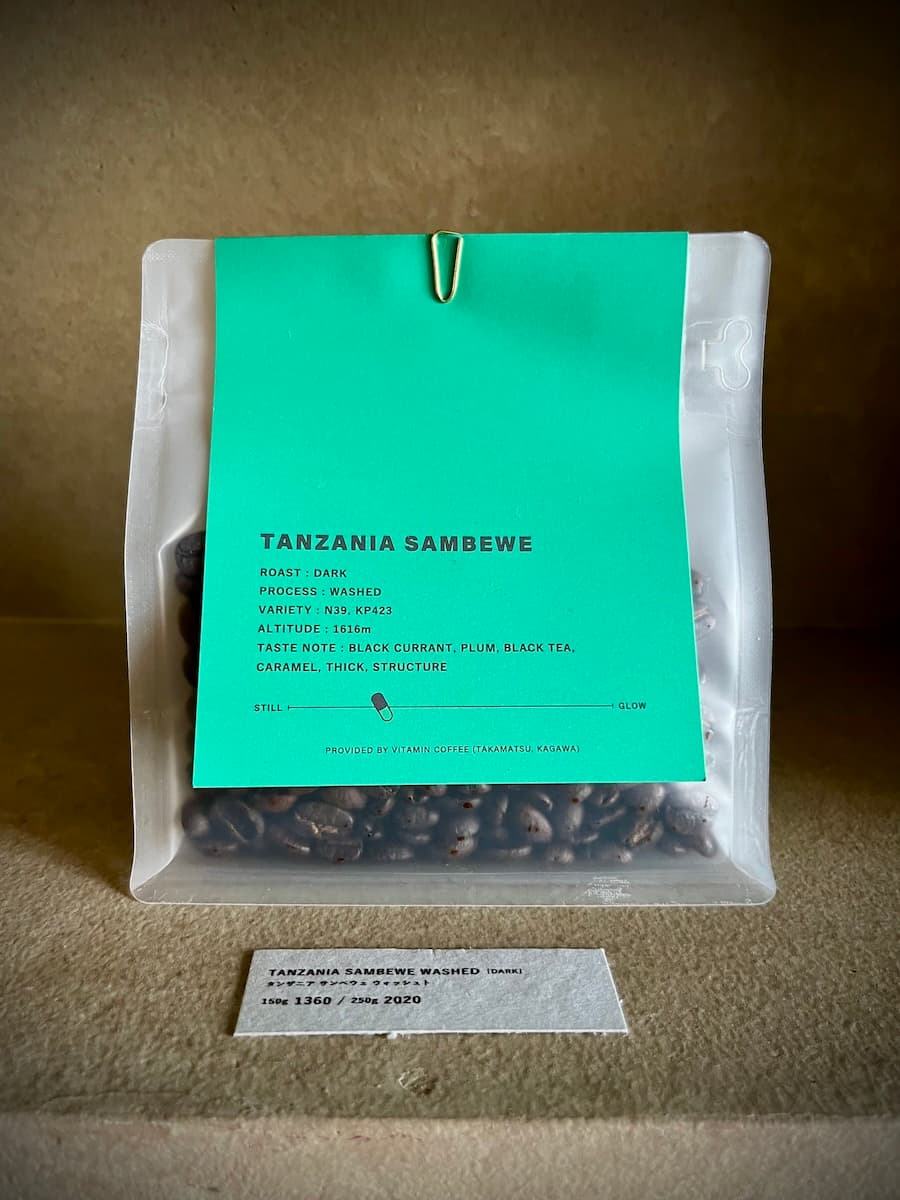 TANZANIA SAMBEWE
ROAST : DARK
PROCESS : WASHED
VARIETY : N39, KP423
ALTITUDE : 1616m
TASTE NOTE : BLACK CURRANT, PLUM, BLACK TEA,
CARAMEL, THICK, STRUCTURE
STILL GLOW
PROVIDED BY VITAMIN COFFEE (TAKAMATSU, KAGAWA)
TANZANIA SAMBEWE WASHED [DARK]
タンザニア サンベウェ ウォッシュト
150g 1360 / 250g 2020